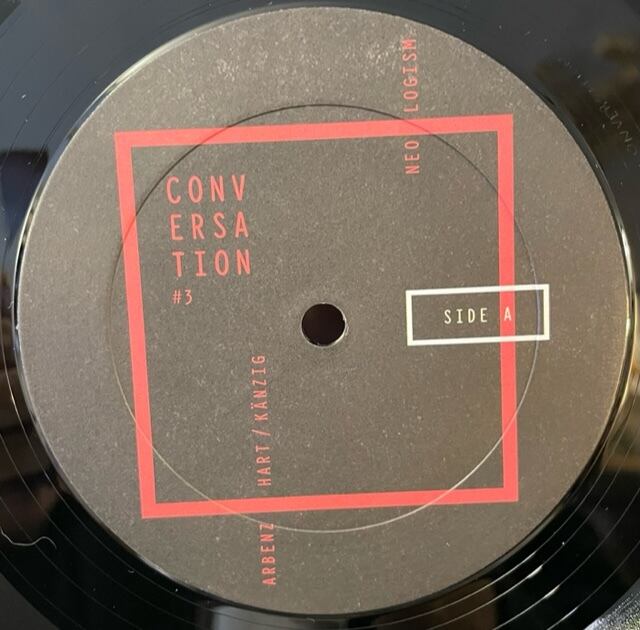 CONV
ERSA
TION
#3
NEO LOGISM
SIDE A
ARBENZ HART/KÄNZIG